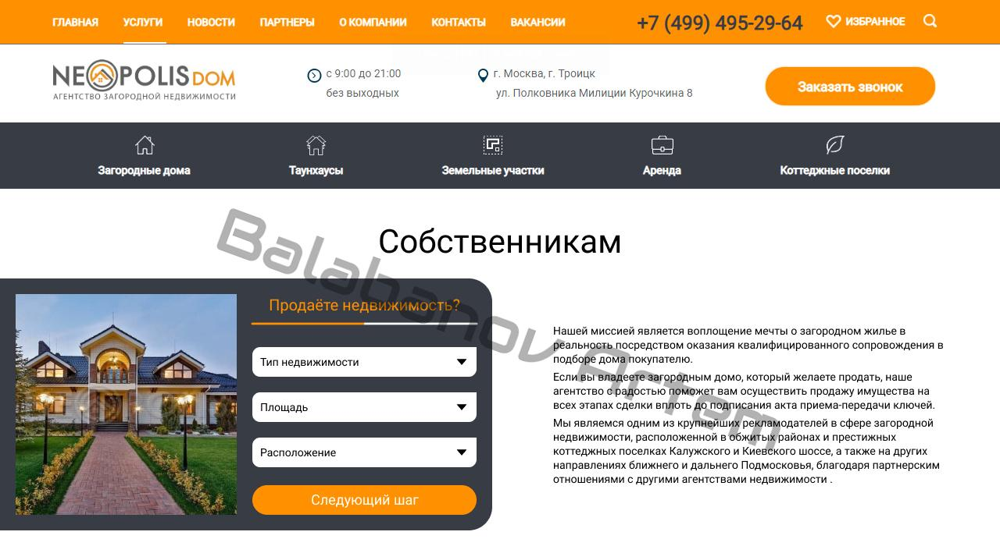 ГЛАВНАЯ УСЛУГИ НОВОСТИ ПАРТНЕРЫ О КОМПАНИИ КОНТАКТЫ ВАКАНСИИ +7 (499) 495-29-64 ИЗБРАННОЕ
NEOPOLIS DOM
АГЕНТСТВО ЗАГОРОДНОЙ НЕДВИЖИМОСТИ
с 9:00 до 21:00
без выходных
г. Москва, г. Троицк
ул. Полковника Милиции Курочкина 8
Заказать звонок
Загородные дома Таунхаусы Земельные участки Аренда Коттеджные поселки
Собственникам
Balabanov Artem
Продаёте недвижимость?
Тип недвижимости
Площадь
Расположение
Следующий шаг
Нашей миссией является воплощение мечты о загородном жилье в
реальность посредством оказания квалифицированного сопровождения в
подборе дома покупателю.
Если вы владеете загородным домо, который желаете продать, наше
агентство с радостью поможет вам осуществить продажу имущества на
всех этапах сделки вплоть до подписания акта приема-передачи ключей.
Мы являемся одним из крупнейших рекламодателей в сфере загородной
недвижимости, расположенной в обжитых районах и престижных
коттеджных поселках Калужского и Киевского шоссе, а также на других
направлениях ближнего и дальнего Подмосковья, благодаря партнерским
отношениями с другими агентствами недвижимости .